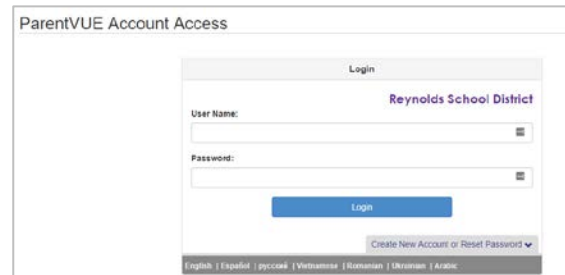 ParentVUE Account Access
Login
Reynolds School District
User Name:
Password:
Login
Create New Account or Reset Password
English | Español | русский | Vietnamese | Romanian | Ukrainian | Arabic